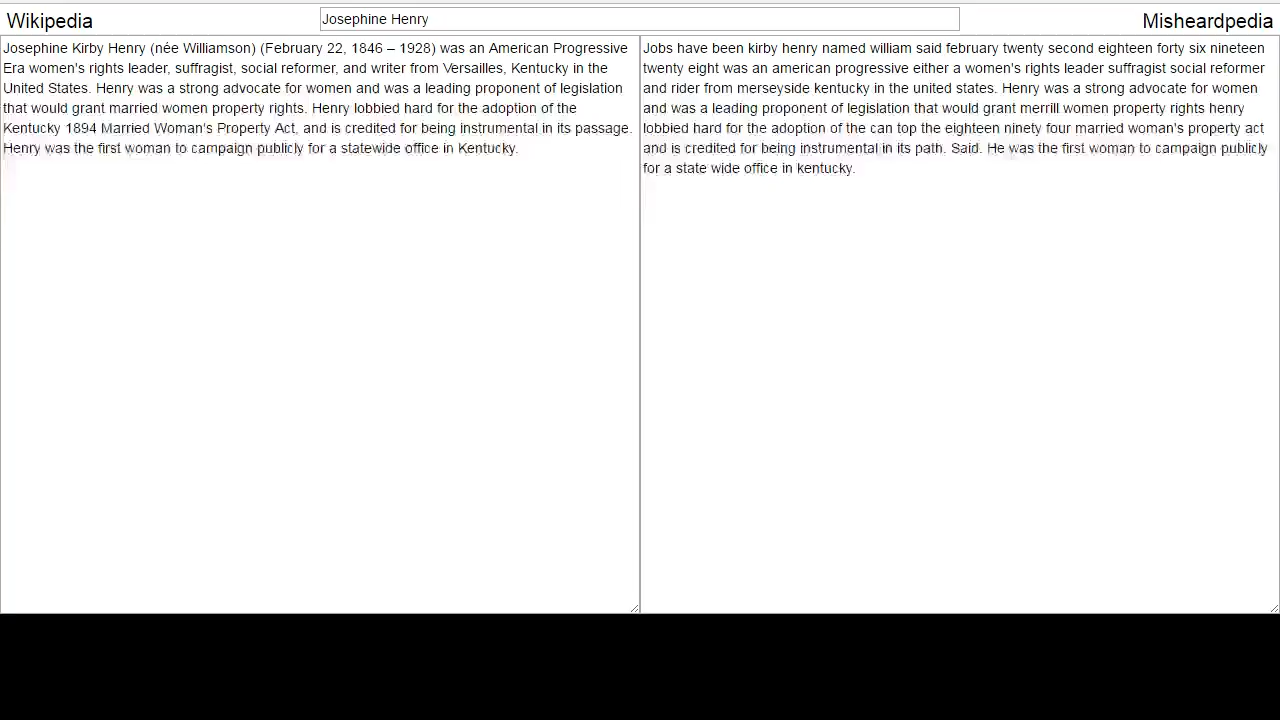 Wikipedia
Josephine Henry
Misheardpedia
Josephine Kirby Henry (née Williamson) (February 22, 1846 – 1928) was an American Progressive
Era women's rights leader, suffragist, social reformer, and writer from Versailles, Kentucky in the
United States. Henry was a strong advocate for women and was a leading proponent of legislation
that would grant married women property rights. Henry lobbied hard for the adoption of the
Kentucky 1894 Married Woman's Property Act, and is credited for being instrumental in its passage.
Henry was the first woman to campaign publicly for a statewide office in Kentucky.
Jobs have been kirby henry named william said february twenty second eighteen forty six nineteen
twenty eight was an american progressive either a women's rights leader suffragist social reformer
and rider from merseyside kentucky in the united states. Henry was a strong advocate for women
and was a leading proponent of legislation that would grant merrill women property rights henry
lobbied hard for the adoption of the can top the eighteen ninety four married woman's property act
and is credited for being instrumental in its path. Said. He was the first woman to campaign publicly
for a state wide office in kentucky.